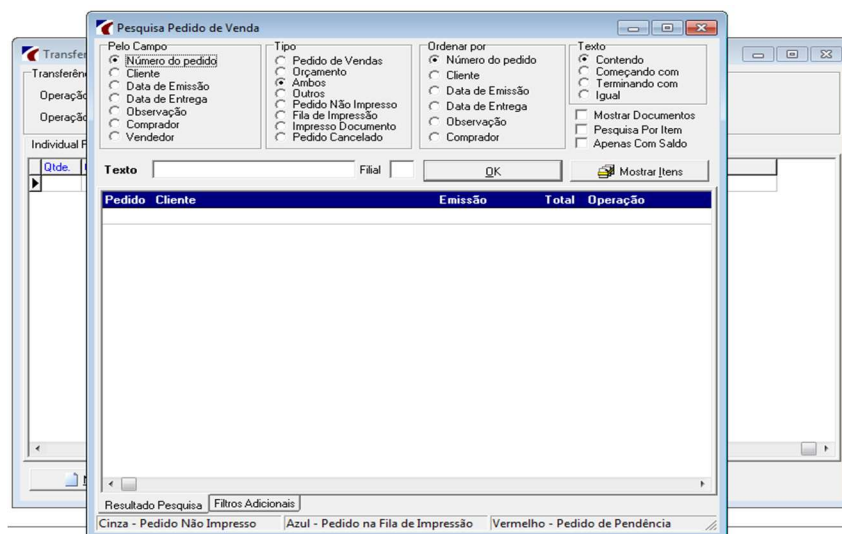 Pesquisa Pedido de Venda
Transfer
Transferên
Operação
Operação
Individual
Qtde.
Pelo Campo
Número do pedido
Cliente
Data de Emissão
Data de Entrega
Observação
Comprador
Vendedor
Tipo
Pedido de Vendas
Orçamento
Ambos
Outros
Pedido Não Impresso
Fila de Impressão
Impresso Documento
Pedido Cancelado
Ordenar por
Número do pedido
Cliente
Data de Emissão
Data de Entrega
Observação
Comprador
Texto
Contendo
Começando com
Terminando com
Igual
Mostrar Documentos
Pesquisa Por Item
Apenas Com Saldo
Texto Filial OK Mostrar Itens
Pedido Cliente Emissão Total Operação
Resultado Pesquisa Filtros Adicionais
Cinza - Pedido Não Impresso Azul - Pedido na Fila de Impressão Vermelho - Pedido de Pendência